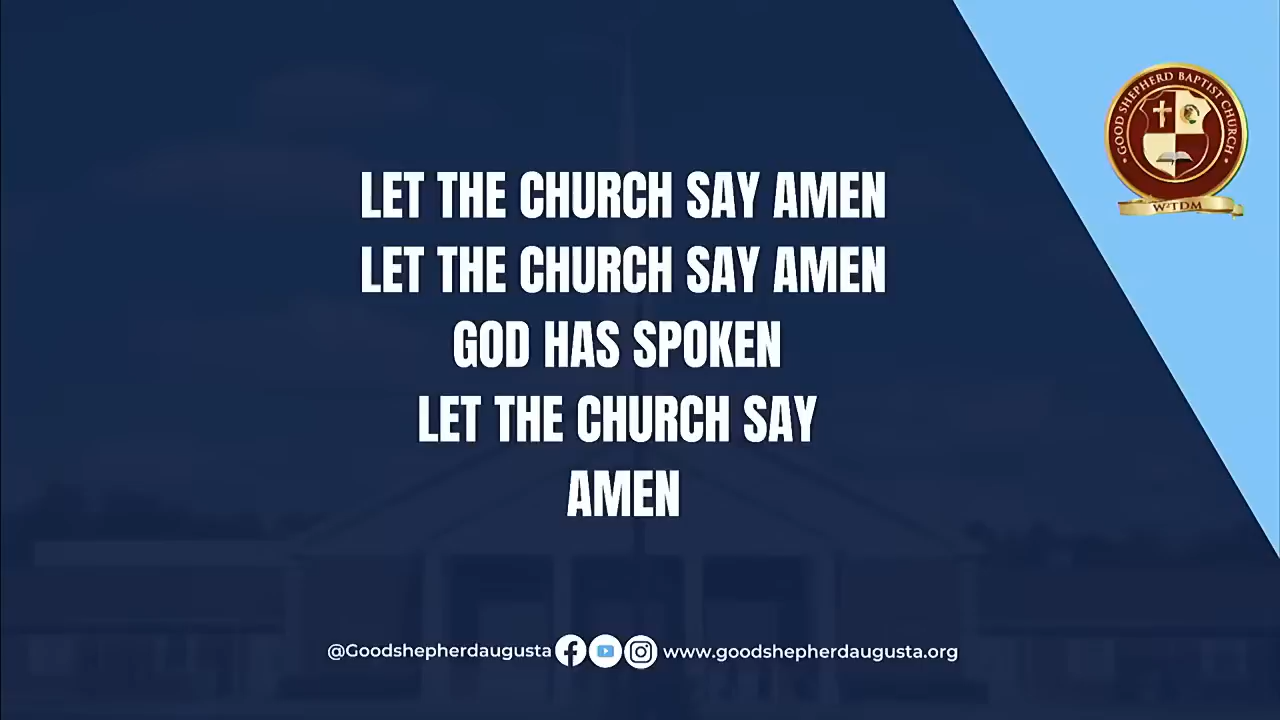 GOOD SHEPHERD BAPTIST CHURCH
W2TDM
LET THE CHURCH SAY AMEN
LET THE CHURCH SAY AMEN
GOD HAS SPOKEN
LET THE CHURCH SAY
AMEN
@Goodshepherdaugusta www.goodshepherdaugusta.org